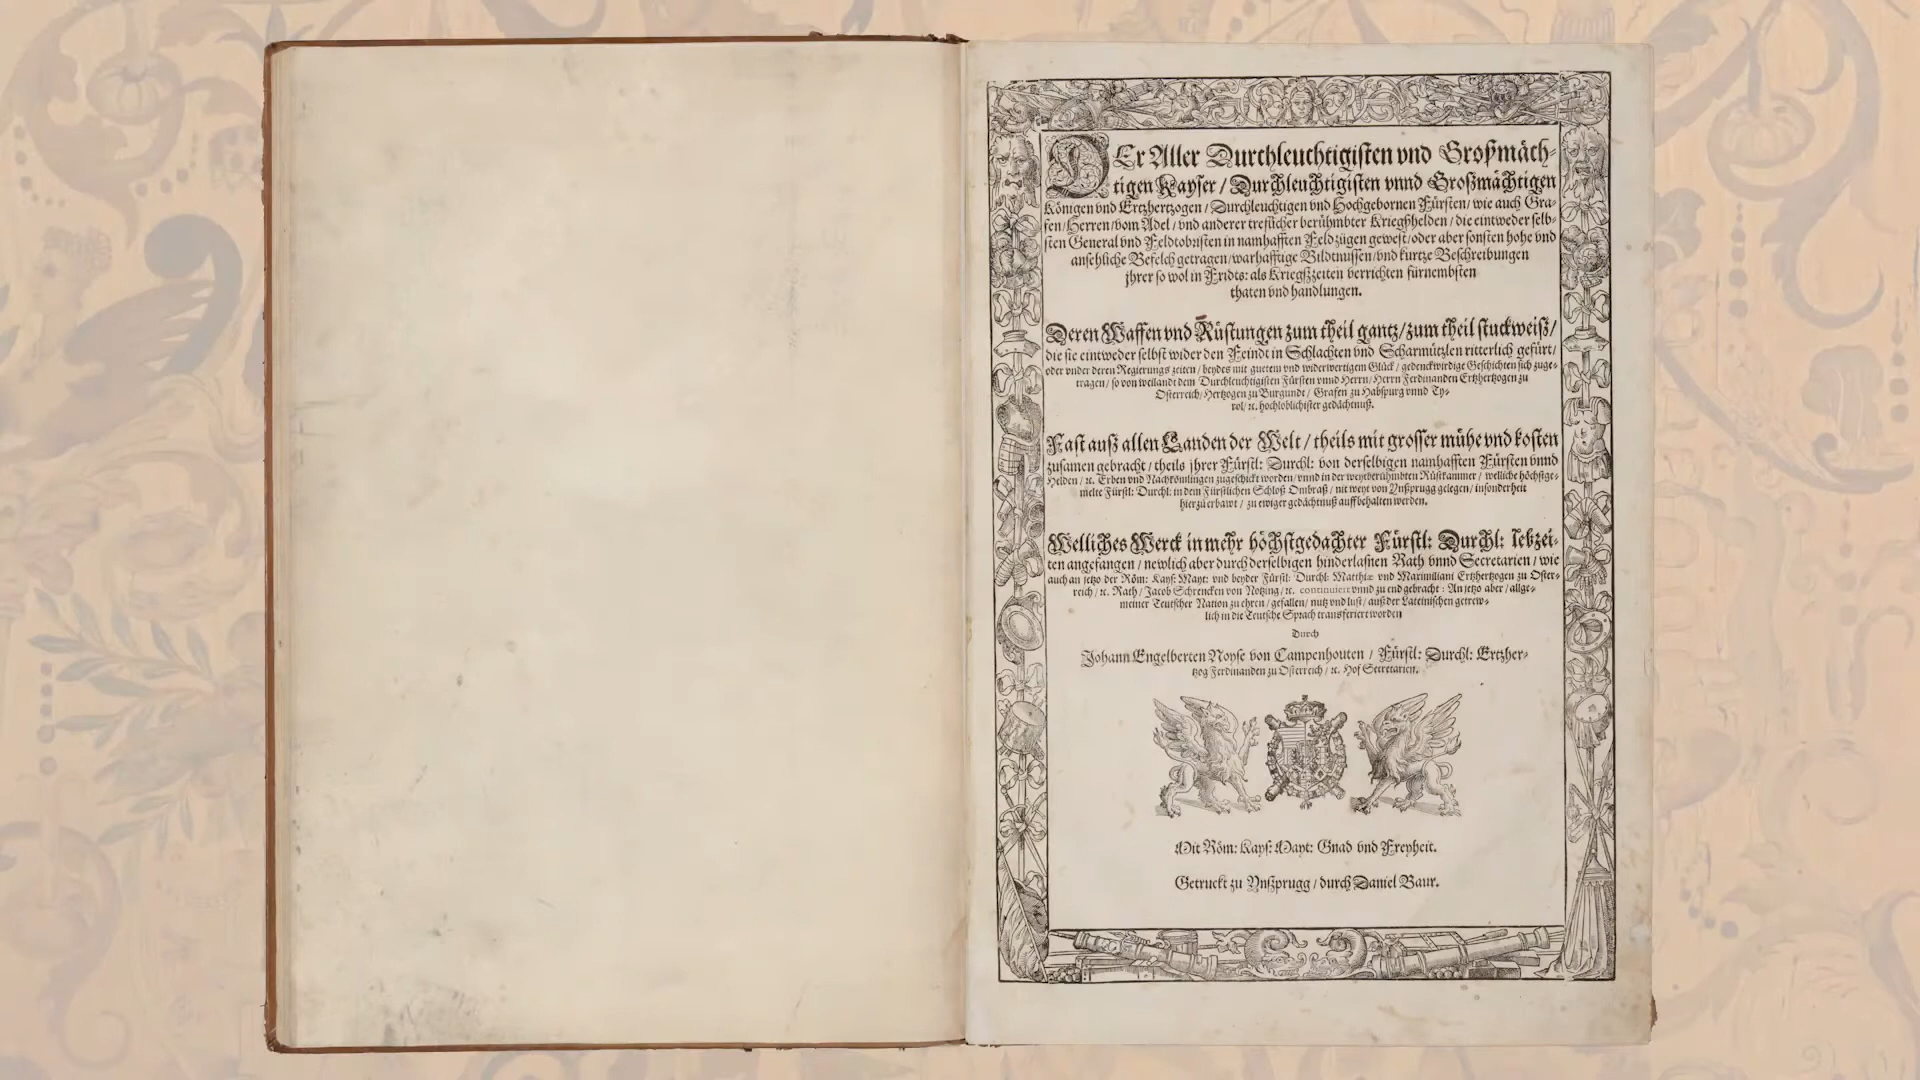 DEr Aller Durchleuchtigisten vnd Großmäch-
tigen Kayser / Durchleuchtigisten vnnd Großmächtigen
Königen vnd Ertzhertzogen / Durchleuchtigen vnd Hochgebornen Fürsten / wie auch Gra-
fen / Herren / vom Adel / vnd anderer treflicher berühmbter Kriegßhelden / die eintweder selb-
sten General vnd Feldtobristen in namhafften Feldzügen gewest / oder aber sonsten hohe vnd
ansehliche Befelch getragen / warhafftige Bildtnussen / vnd kurtze Beschreibungen
jhrer so wol in Fridts: als Kriegßzeiten verrichten fürnembsten
thaten vnd handlungen.
Deren Waffen vnd Rüstungen zum theil gantz / zum theil stuckweiß /
die sie eintweder selbst wider den Feindt in Schlachten vnd Scharmützlen ritterlich gefürt /
oder vnder deren Regierungs zeiten / beydes mit guetem vnd widerwertigem Glück / gedenckwirdige Geschichten sich zuge-
tragen / so von weilandt dem Durchleuchtigisten Fürsten vnnd Herrn / Herrn Ferdinanden Ertzhertzogen zu
Osterreich / Hertzogen zu Burgundt / Grafen zu Habspurg vnnd Ty-
rol / ꝛc. hochloblichister gedächtnuß.
Fast auß allen Landen der Welt / theils mit grosser mühe vnd kosten
zusamen gebracht / theils jhrer Fürstl: Durchl: von derselbigen namhafften Fürsten vnnd
Helden / ꝛc. Erben vnd Nachkömlingen zugeschickt worden / vnnd in der weytberühmbten Rüstkammer / welliche höchstge-
melte Fürstl: Durchl: in dem Fürstlichen Schloß Ombraß / nit weyt von Ynßprugg gelegen / insonderheit
hierzu erbawt / zu ewiger gedächtnuß auffbehalten werden.
Welliches Werck in mehr höchstgedachter Fürstl: Durchl: lebzei-
ten angefangen / newlich aber durch derselbigen hinderlaßnen Rath vnnd Secretarien / wie
auch an jetzo der Röm: Kays: Mayt: vnd beyder Fürstl: Durchl: Matthiæ vnd Maximiliani Ertzhertzogen zu Oster-
reich / ꝛc. Rath / Jacob Schrencken von Notzing / ꝛc. continuiert vnnd zu end gebracht: An jetzo aber / allge-
meiner Teutscher Nation zu ehren / gefallen / nutz vnd lust / auß der Lateinischen getrew-
lich in die Teutsche Sprach transferiert worden
Durch
Johann Engelberten Noyse von Campenhouten / Fürstl: Durchl: Ertzher-
tzog Ferdinanden zu Osterreich / ꝛc. Hof Secretarien.
Mit Röm: Kays: Mayt: Gnad vnd Freyheit.
Getruckt zu Ynßprugg / durch Daniel Baur.